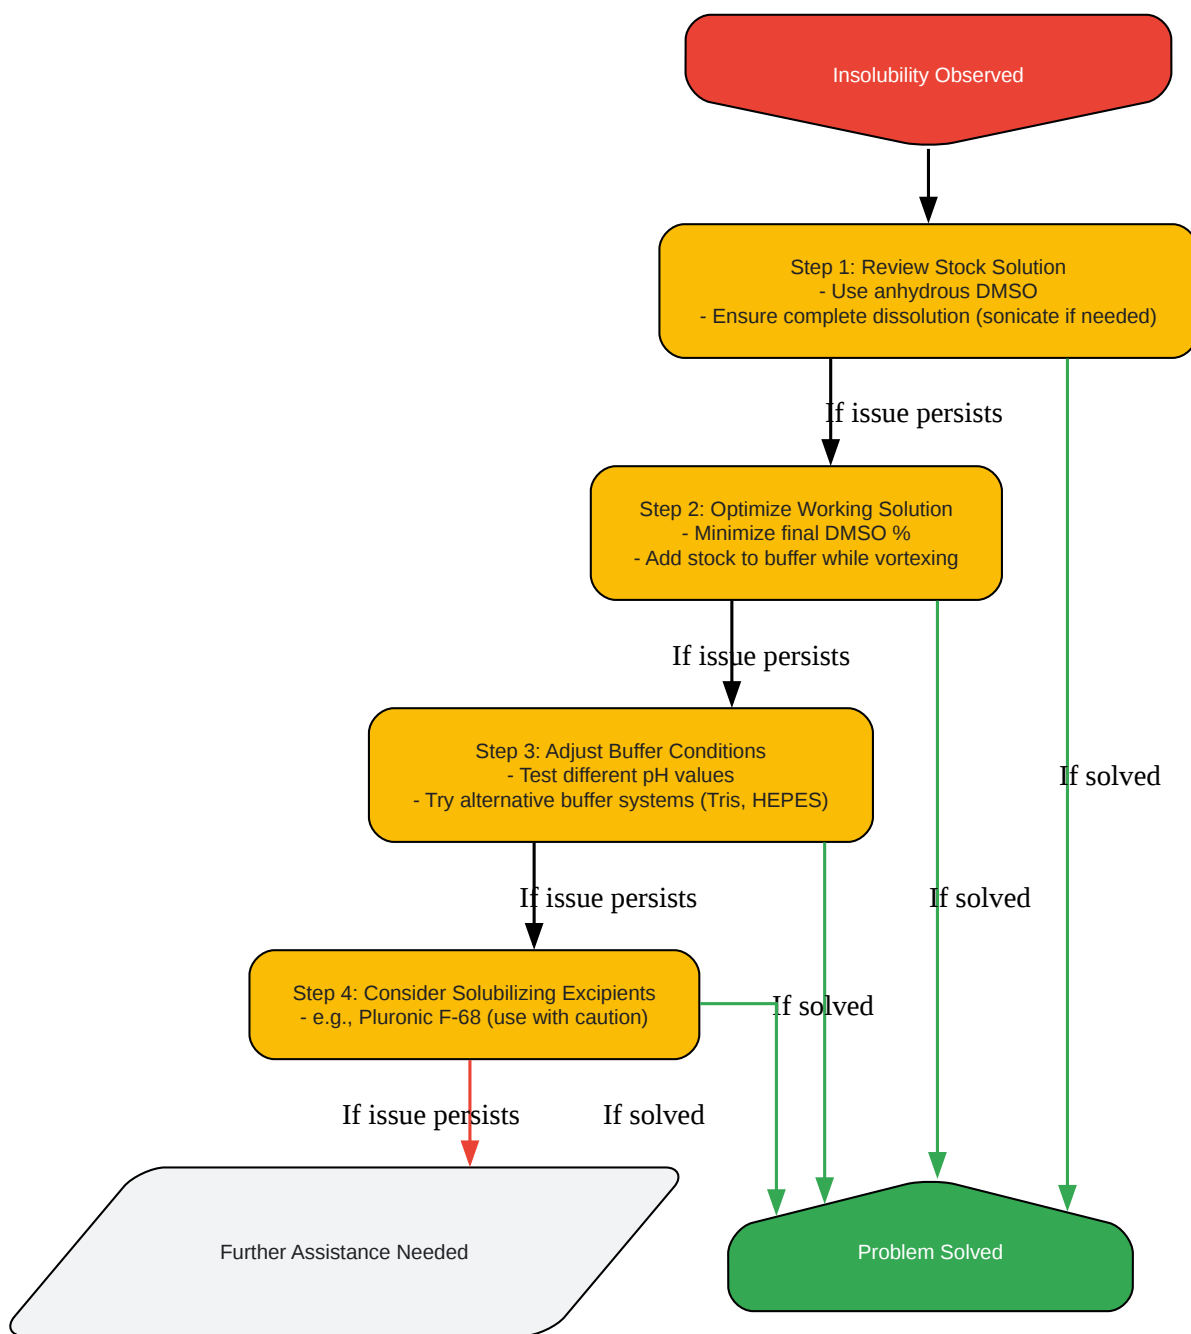 Insolubility Observed
Step 1: Review Stock Solution
- Use anhydrous DMSO
- Ensure complete dissolution (sonicate if needed)
If issue persists
Step 2: Optimize Working Solution
- Minimize final DMSO %
- Add stock to buffer while vortexing
If issue persists
Step 3: Adjust Buffer Conditions
- Test different pH values
- Try alternative buffer systems (Tris, HEPES)
If solved
If issue persists
If solved
Step 4: Consider Solubilizing Excipients
- e.g., Pluronic F-68 (use with caution)
If solved
If issue persists
If solved
Further Assistance Needed
Problem Solved